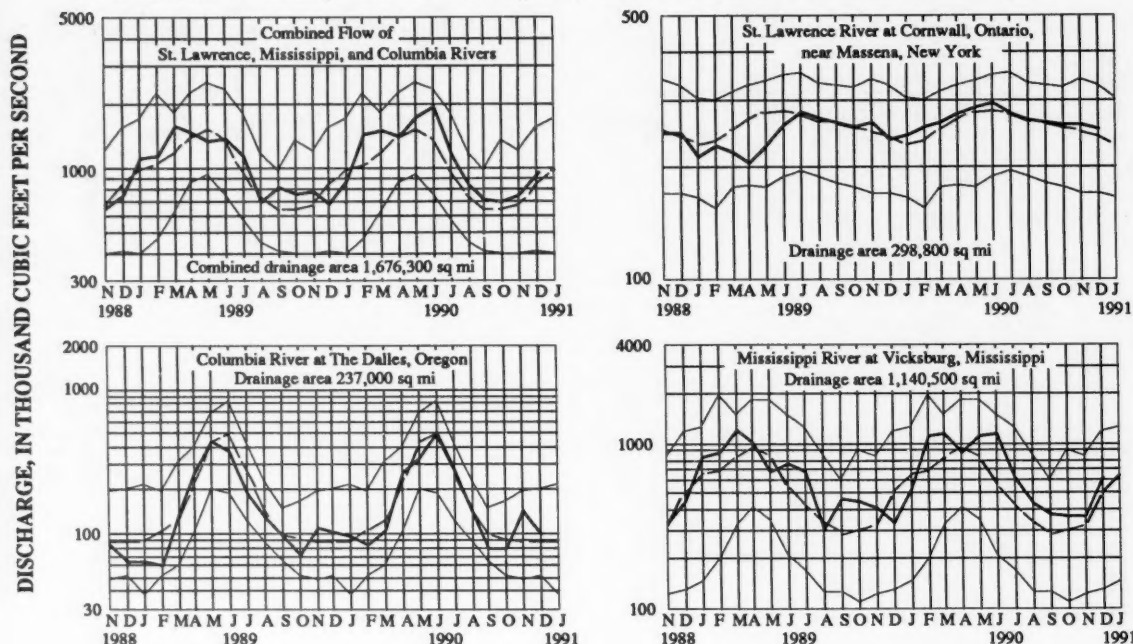 DISCHARGE, IN THOUSAND CUBIC FEET PER SECOND
5000
1000
300
Combined Flow of
St. Lawrence, Mississippi, and Columbia Rivers
Combined drainage area 1,676,300 sq mi
N D J F M A M J J A S O N D J F M A M J J A S O N D J
1988 1989 1990 1991
500
100
St. Lawrence River at Cornwall, Ontario,
near Massena, New York
Drainage area 298,800 sq mi
N D J F M A M J J A S O N D J F M A M J J A S O N D J
1988 1989 1990 1991
2000
1000
100
30
Columbia River at The Dalles, Oregon
Drainage area 237,000 sq mi
N D J F M A M J J A S O N D J F M A M J J A S O N D J
1988 1989 1990 1991
4000
1000
100
Mississippi River at Vicksburg, Mississippi
Drainage area 1,140,500 sq mi
N D J F M A M J J A S O N D J F M A M J J A S O N D J
1988 1989 1990 1991